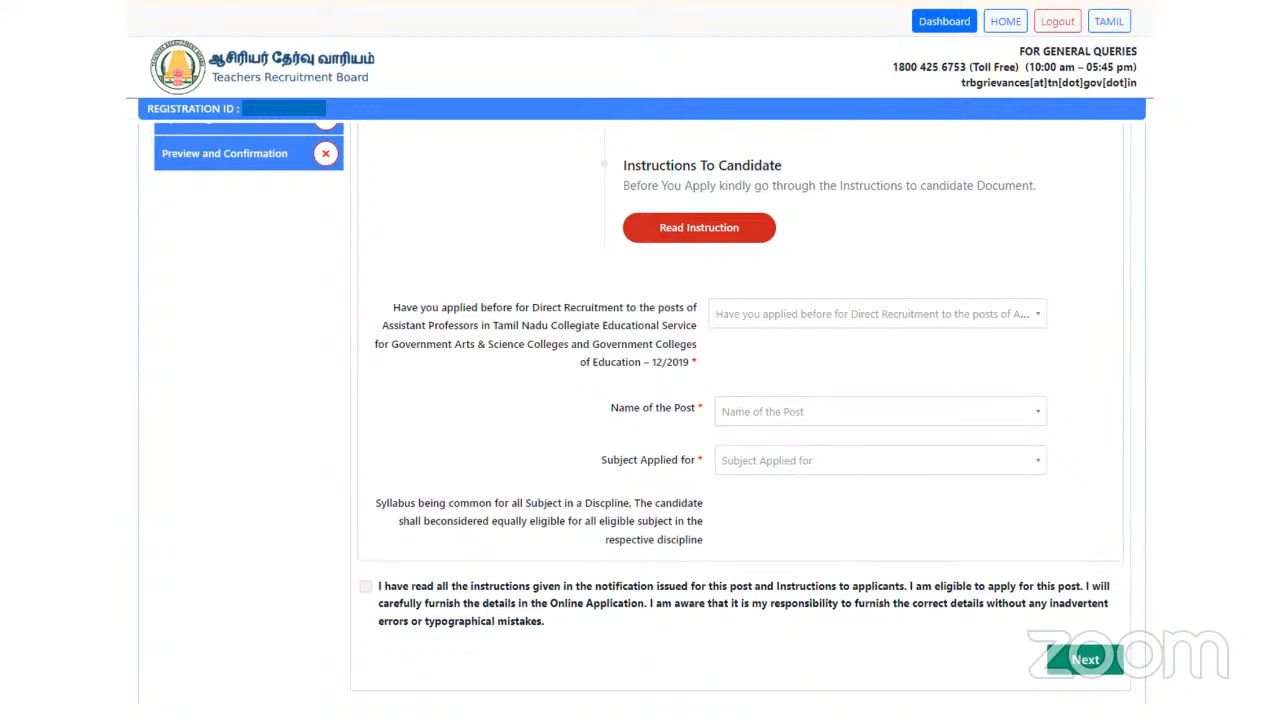 Dashboard HOME Logout TAMIL
ஆசிரியர் தேர்வு வாரியம்
Teachers Recruitment Board
FOR GENERAL QUERIES
1800 425 6753 (Toll Free) (10:00 am – 05:45 pm)
trbgrievances[at]tn[dot]gov[dot]in
REGISTRATION ID :
Preview and Confirmation
Instructions To Candidate
Before You Apply kindly go through the Instructions to candidate Document.
Read Instruction
Have you applied before for Direct Recruitment to the posts of
Assistant Professors in Tamil Nadu Collegiate Educational Service
for Government Arts & Science Colleges and Government Colleges
of Education – 12/2019 *
Have you applied before for Direct Recruitment to the posts of A...
Name of the Post *
Name of the Post
Subject Applied for *
Subject Applied for
Syllabus being common for all Subject in a Discpline, The candidate
shall beconsidered equally eligible for all eligible subject in the
respective discipline
I have read all the instructions given in the notification issued for this post and Instructions to applicants. I am eligible to apply for this post. I will
carefully furnish the details in the Online Application. I am aware that it is my responsibility to furnish the correct details without any inadvertent
errors or typographical mistakes.
Next
zoom